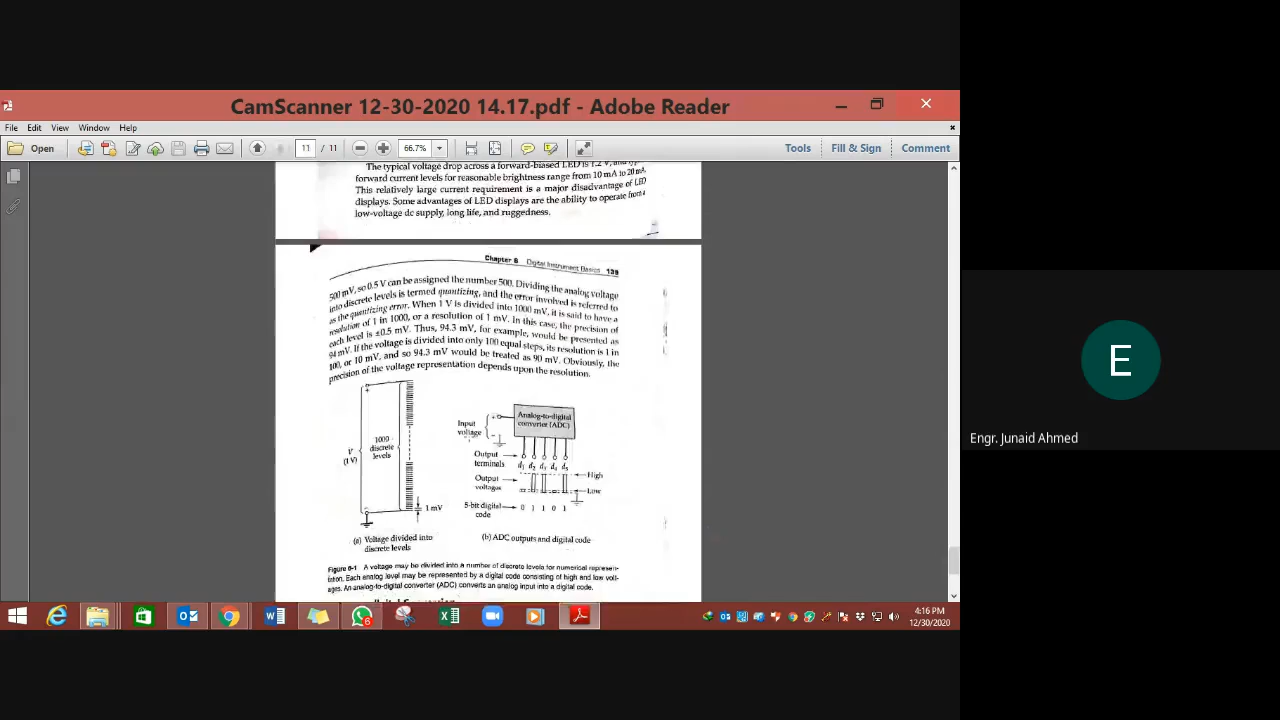 CamScanner 12-30-2020 14.17.pdf - Adobe Reader
File Edit View Window Help
Open
11 / 11
66.7%
Tools Fill & Sign Comment
The typical voltage drop across a forward-biased LED is 1.2 V, and
forward current levels for reasonable brightness range from 10 mA to 20 mA.
This relatively large current requirement is a major disadvantage of LED
displays. Some advantages of LED displays are the ability to operate from a
low-voltage dc supply, long life, and ruggedness.
Chapter 6 Digital Instrument Basics 139
500 mV, so 0.5 V can be assigned the number 500. Dividing the analog voltage
into discrete levels is termed quantizing, and the error involved is referred to
as the quantizing error. When 1 V is divided into 1000 mV, it is said to have a
resolution of 1 in 1000, or a resolution of 1 mV. In this case, the precision of
each level is ±0.5 mV. Thus, 94.3 mV, for example, would be presented as
94 mV. If the voltage is divided into only 100 equal steps, its resolution is 1 in
100, or 10 mV, and so 94.3 mV would be treated as 90 mV. Obviously, the
precision of the voltage representation depends upon the resolution.
+
V
(1 V)
1000
discrete
levels
1 mV
(a) Voltage divided into
discrete levels
Input
voltage
+
-
Analog-to-digital
converter (ADC)
Output
terminals
d1 d2 d3 d4 d5
Output
voltages
High
Low
5-bit digital
code
0 1 1 0 1
(b) ADC outputs and digital code
Figure 6-1 A voltage may be divided into a number of discrete levels for numerical represen-
tation. Each analog level may be represented by a digital code consisting of high and low volt-
ages. An analog-to-digital converter (ADC) converts an analog input into a digital code.
E
Engr. Junaid Ahmed
6
4:16 PM
12/30/2020